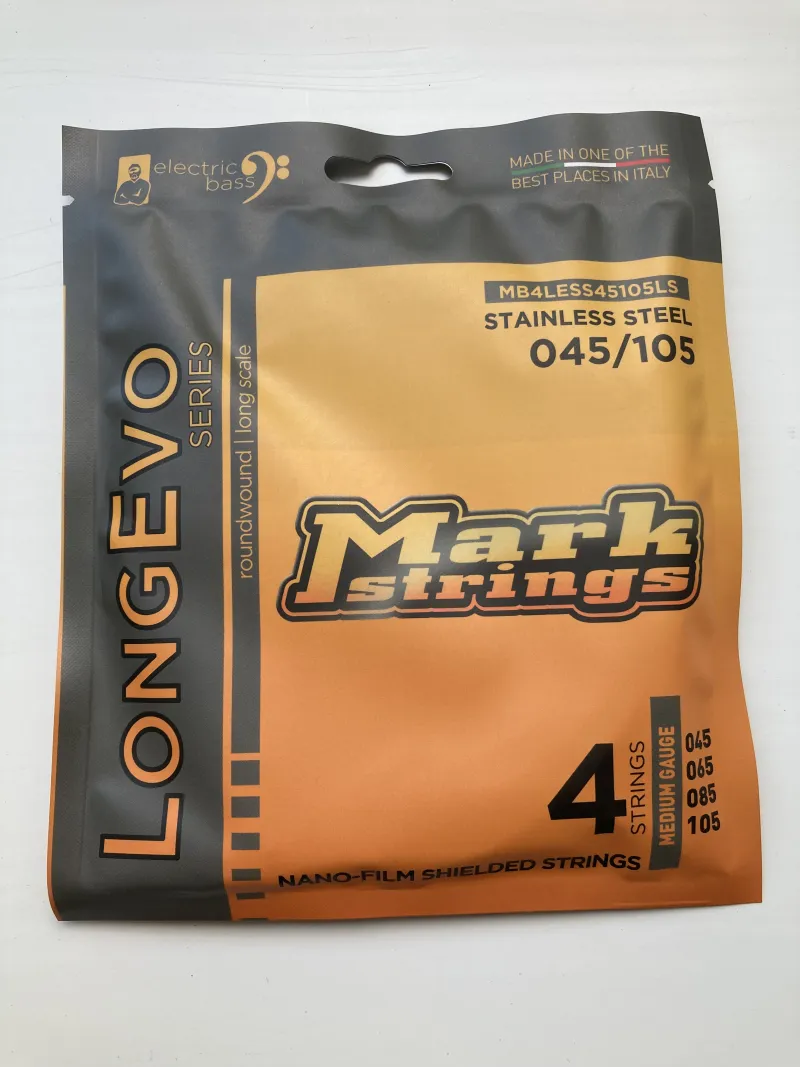 electric
bass
MADE IN ONE OF THE
BEST PLACES IN ITALY
MB4LESS45105LS
STAINLESS STEEL
045/105
LONGEVO
SERIES
roundwound | long scale
Mark
strings
4
STRINGS
MEDIUM GAUGE
045
065
085
105
NANO-FILM SHIELDED STRINGS